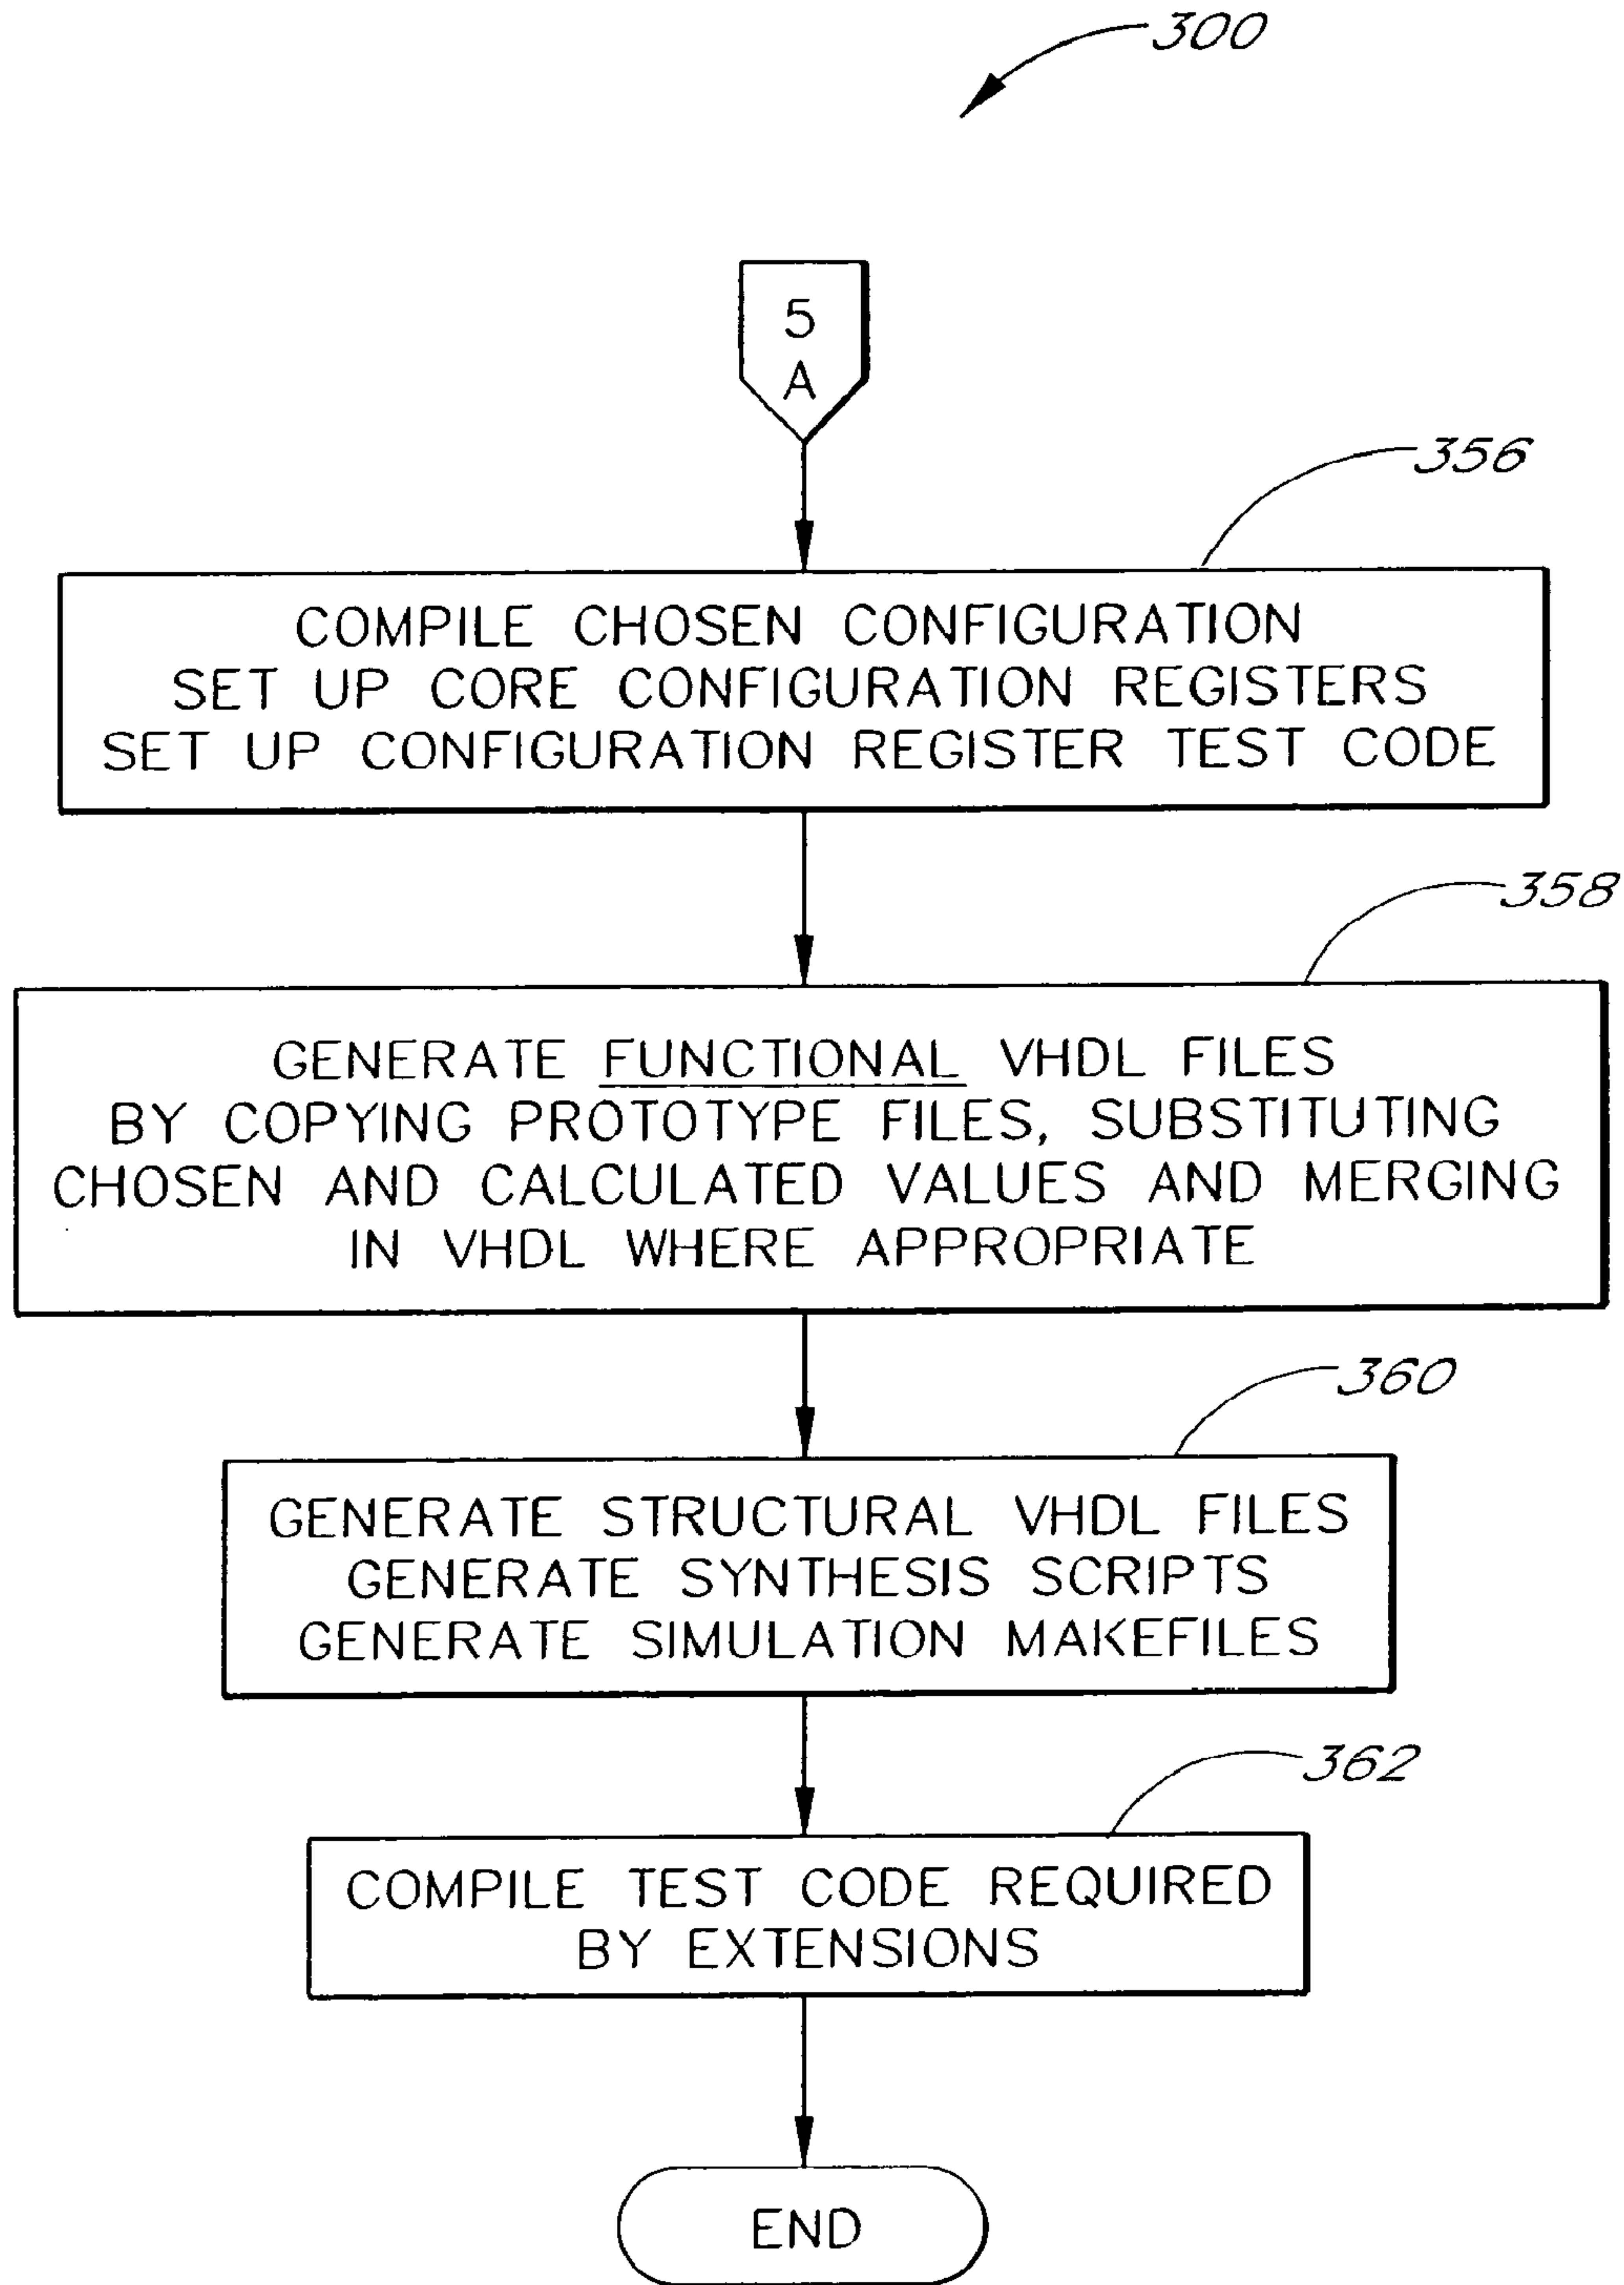 300
5
A
356
COMPILE CHOSEN CONFIGURATION
SET UP CORE CONFIGURATION REGISTERS
SET UP CONFIGURATION REGISTER TEST CODE
358
GENERATE FUNCTIONAL VHDL FILES
BY COPYING PROTOTYPE FILES, SUBSTITUTING
CHOSEN AND CALCULATED VALUES AND MERGING
IN VHDL WHERE APPROPRIATE
360
GENERATE STRUCTURAL VHDL FILES
GENERATE SYNTHESIS SCRIPTS
GENERATE SIMULATION MAKEFILES
362
COMPILE TEST CODE REQUIRED
BY EXTENSIONS
END